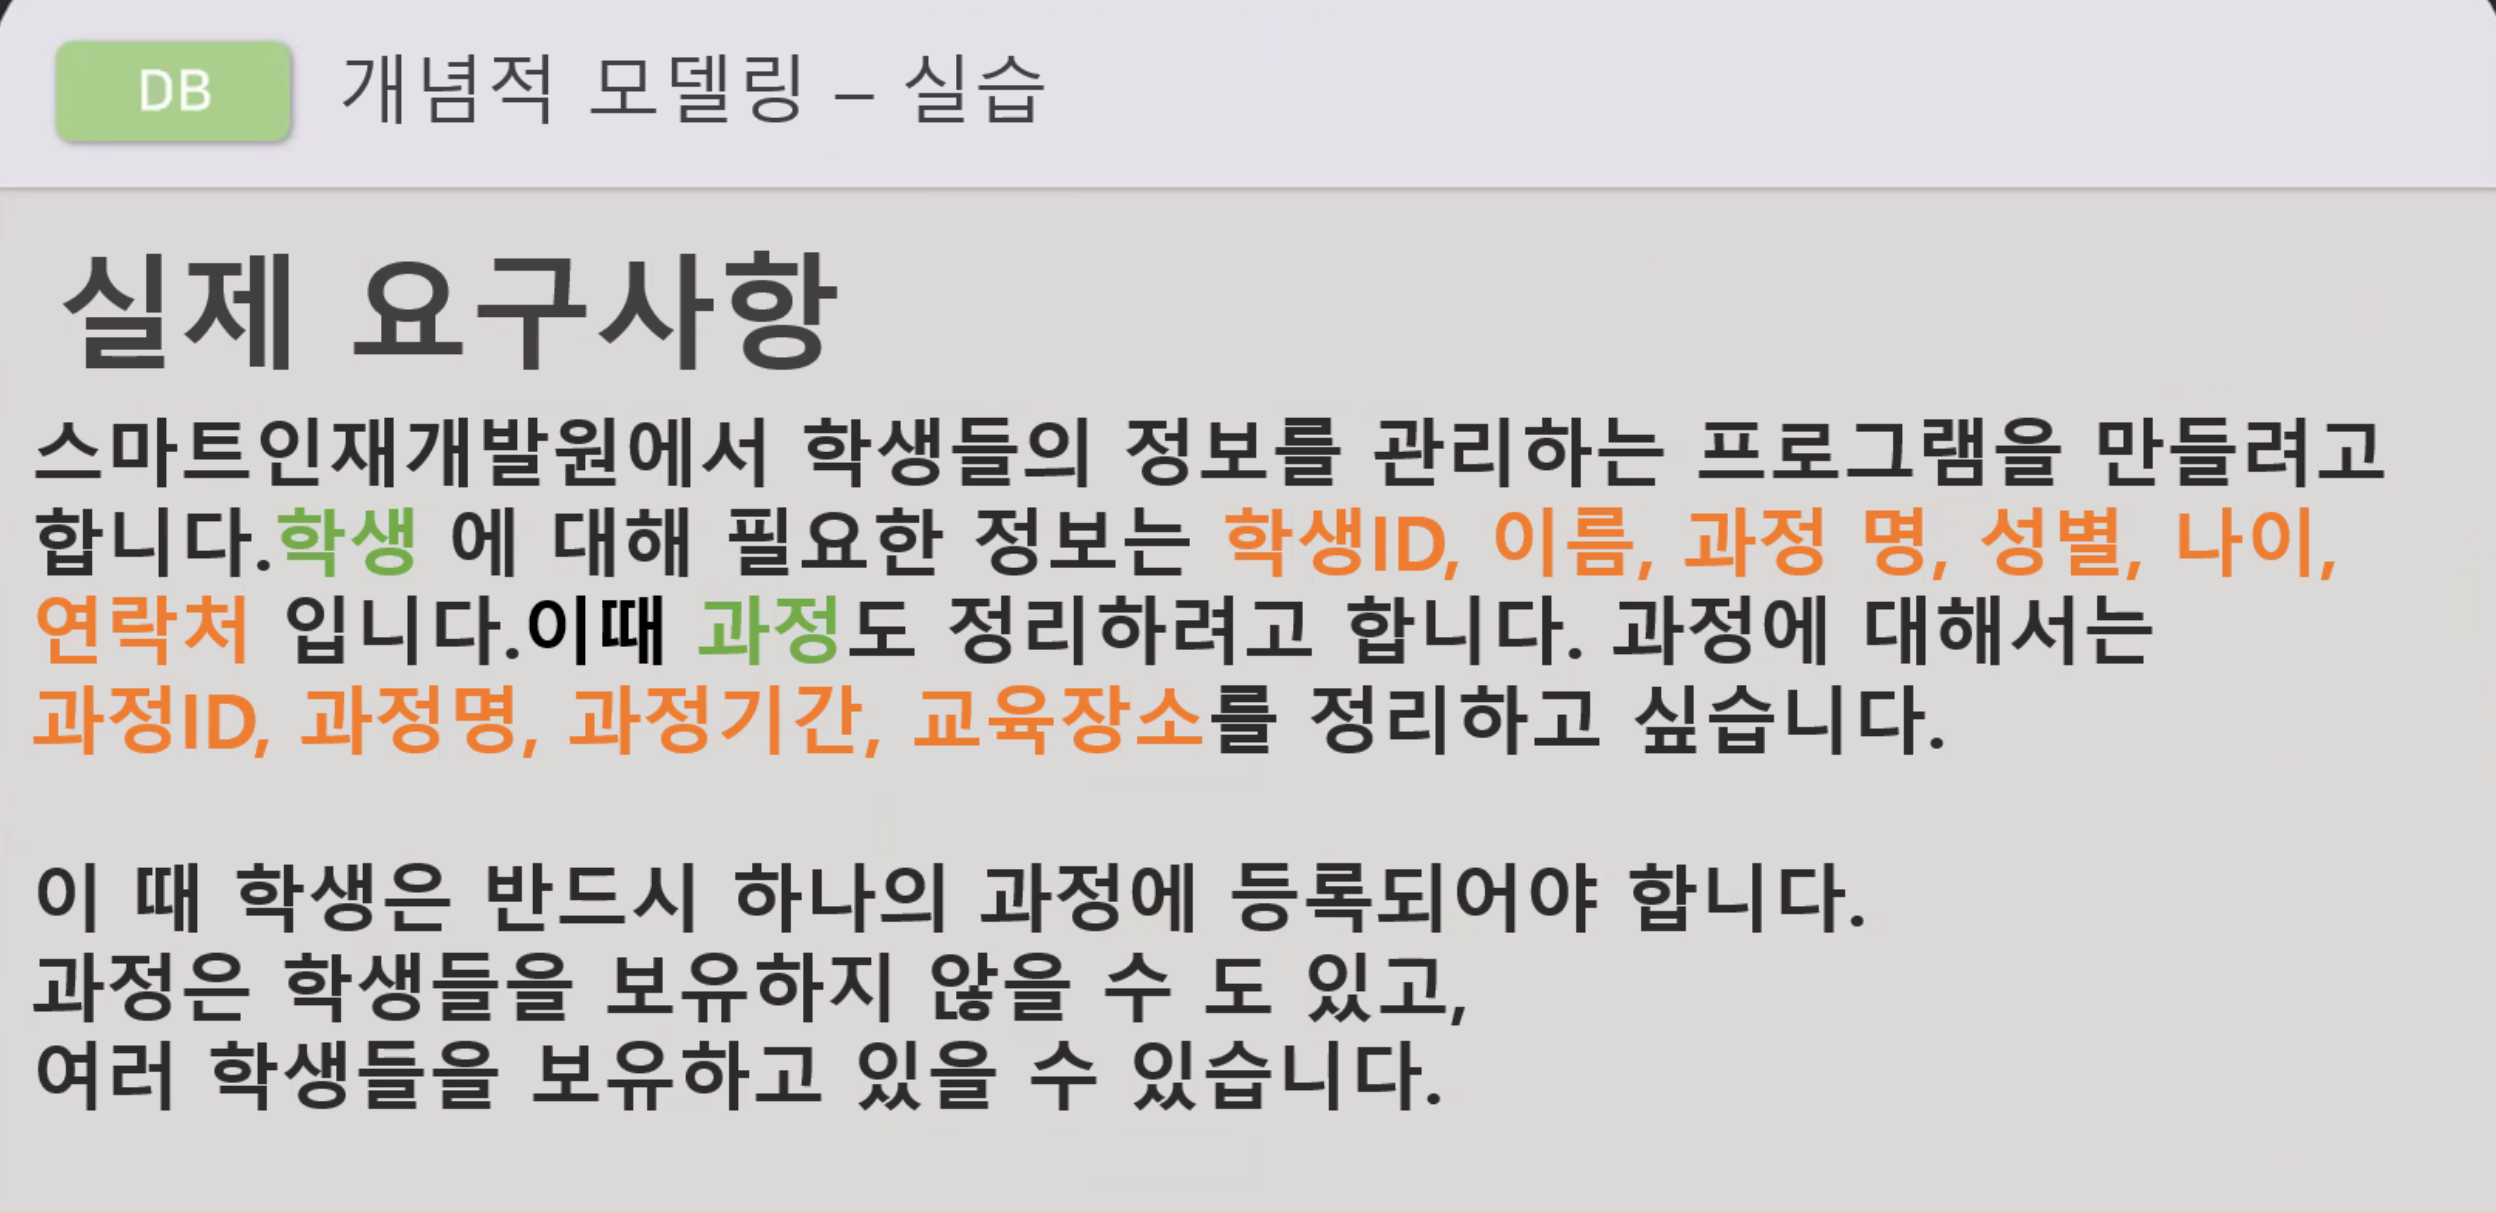 DB
개념적 모델링 – 실습
실제 요구사항
스마트인재개발원에서 학생들의 정보를 관리하는 프로그램을 만들려고
합니다.학생 에 대해 필요한 정보는 학생ID, 이름, 과정 명, 성별, 나이,
연락처 입니다.이때 과정도 정리하려고 합니다. 과정에 대해서는
과정ID, 과정명, 과정기간, 교육장소를 정리하고 싶습니다.
이 때 학생은 반드시 하나의 과정에 등록되어야 합니다.
과정은 학생들을 보유하지 않을 수 도 있고,
여러 학생들을 보유하고 있을 수 있습니다.